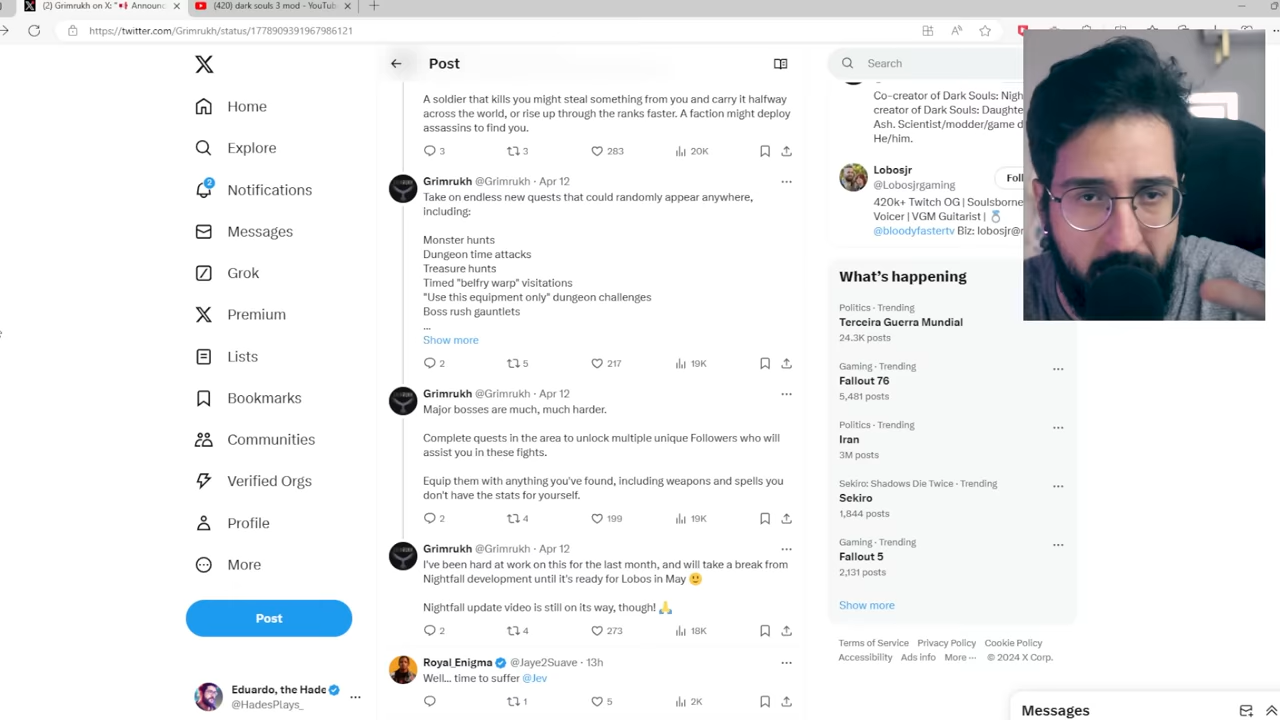 (2) Grimrukh on X: "
Announc
(420) dark souls 3 mod - YouTub
https://twitter.com/Grimrukh/status/1778909391967986121
Home
Explore
2
Notifications
Messages
Grok
Premium
Lists
Bookmarks
Communities
Verified Orgs
Profile
More
Post
Eduardo, the Hade
@HadesPlays_
Post
A soldier that kills you might steal something from you and carry it halfway
across the world, or rise up through the ranks faster. A faction might deploy
assassins to find you.
3 3 283 20K
Grimrukh @Grimrukh · Apr 12
Take on endless new quests that could randomly appear anywhere,
including:
Monster hunts
Dungeon time attacks
Treasure hunts
Timed "belfry warp" visitations
"Use this equipment only" dungeon challenges
Boss rush gauntlets
...
Show more
2 5 217 19K
Grimrukh @Grimrukh · Apr 12
Major bosses are much, much harder.
Complete quests in the area to unlock multiple unique Followers who will
assist you in these fights.
Equip them with anything you've found, including weapons and spells you
don't have the stats for yourself.
2 4 199 19K
Grimrukh @Grimrukh · Apr 12
I've been hard at work on this for the last month, and will take a break from
Nightfall development until it's ready for Lobos in May 🙂
Nightfall update video is still on its way, though! 🙏
2 4 273 18K
Royal_Enigma @Jaye2Suave · 13h
Well... time to suffer @Jev
1 5 2K
Search
Co-creator of Dark Souls: Nigh
creator of Dark Souls: Daughte
Ash. Scientist/modder/game d
He/him.
Lobosjr
@Lobosjrgaming
Foll
420k+ Twitch OG | Soulsborne
Voicer | VGM Guitarist |
@bloodyfastertv Biz: lobosjr@
What's happening
Politics · Trending
Terceira Guerra Mundial
24.3K posts
Gaming · Trending
Fallout 76
5,481 posts
Politics · Trending
Iran
3M posts
Sekiro: Shadows Die Twice · Trending
Sekiro
1,844 posts
Gaming · Trending
Fallout 5
2,131 posts
Show more
Terms of Service Privacy Policy Cookie Policy
Accessibility Ads info More ··· © 2024 X Corp.
Messages